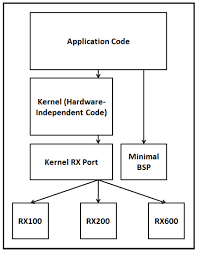 Application Code
Kernel (Hardware-
Independent Code)
Kernel RX Port
Minimal
BSP
RX100
RX200
RX600